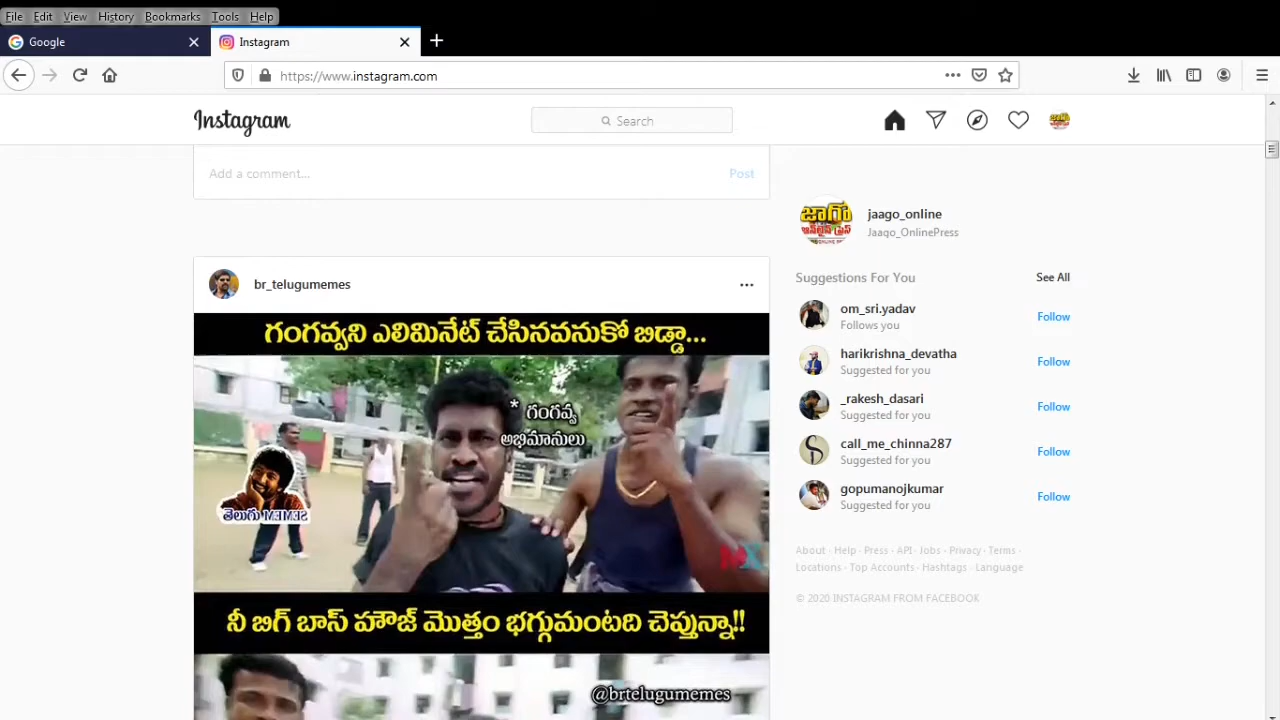 File Edit View History Bookmarks Tools Help
Google
Instagram
https://www.instagram.com
Instagram
Search
Add a comment... Post
జాగో
ఆన్‌లైన్ ప్రెస్
jaago_online
Jaago_OnlinePress
Suggestions For You See All
om_sri.yadav
Follows you
Follow
harikrishna_devatha
Suggested for you
Follow
_rakesh_dasari
Suggested for you
Follow
call_me_chinna287
Suggested for you
Follow
gopumanojkumar
Suggested for you
Follow
About · Help · Press · API · Jobs · Privacy · Terms ·
Locations · Top Accounts · Hashtags · Language
© 2020 INSTAGRAM FROM FACEBOOK
br_telugumemes
గంగవ్వని ఎలిమినేట్ చేసినవనుకో బిడ్డా...
* గంగవ్వ
అభిమానులు
తెలుగు
నీ బిగ్ బాస్ హౌజ్ మొత్తం భగ్గుమంటది చెప్తున్నా!!
@brtelugumemes